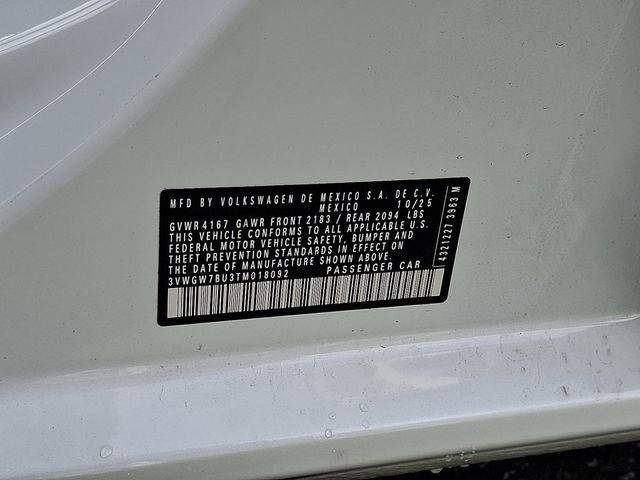 MFD BY VOLKSWAGEN DE MEXICO S.A. DE C.V.
MEXICO 10/25
GVWR 4167 GAWR FRONT 2183 / REAR 2094 LBS
THIS VEHICLE CONFORMS TO ALL APPLICABLE U.S.
FEDERAL MOTOR VEHICLE SAFETY, BUMPER AND
THEFT PREVENTION STANDARDS IN EFFECT ON
THE DATE OF MANUFACTURE SHOWN ABOVE.
3VWGW7BU3TM018092 PASSENGER CAR
4321227 3963 M